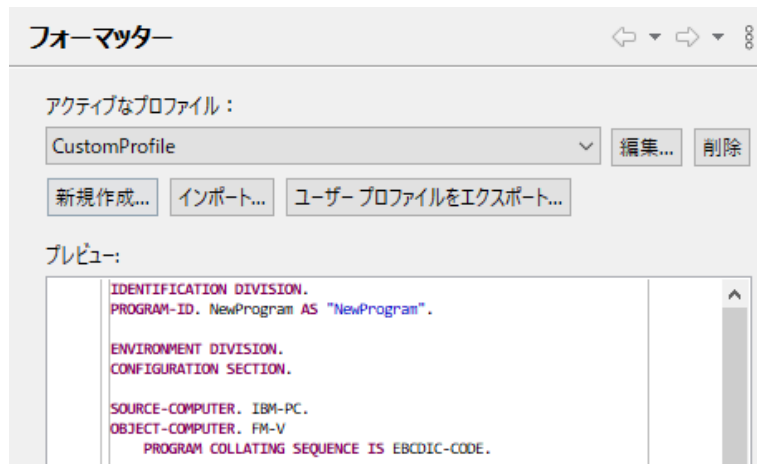 フォーマッター
アクティブなプロファイル：
CustomProfile
編集... 削除
新規作成... インポート... ユーザー プロファイルをエクスポート...
プレビュー:
IDENTIFICATION DIVISION.
PROGRAM-ID. NewProgram AS "NewProgram".
ENVIRONMENT DIVISION.
CONFIGURATION SECTION.
SOURCE-COMPUTER. IBM-PC.
OBJECT-COMPUTER. FM-V
PROGRAM COLLATING SEQUENCE IS EBCDIC-CODE.